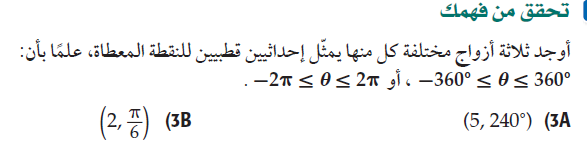 تحقق من فهمك
أوجد ثلاثة أزواج مختلفة كل منها يمثّل إحداثيين قطبيين للنقطة المعطاة، علمًا بأن:
−360° ≤ θ ≤ 360° ، أو −2π ≤ θ ≤ 2π .
(3A (5, 240°) (3B (2, π/6)